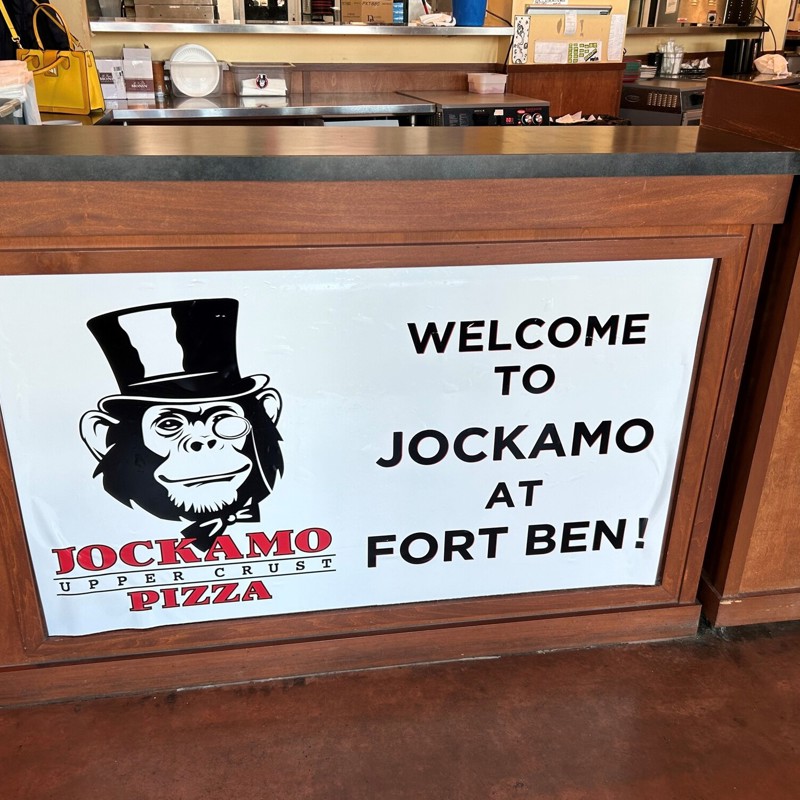 JOCKAMO
UPPER CRUST
PIZZA
WELCOME
TO
JOCKAMO
AT
FORT BEN!